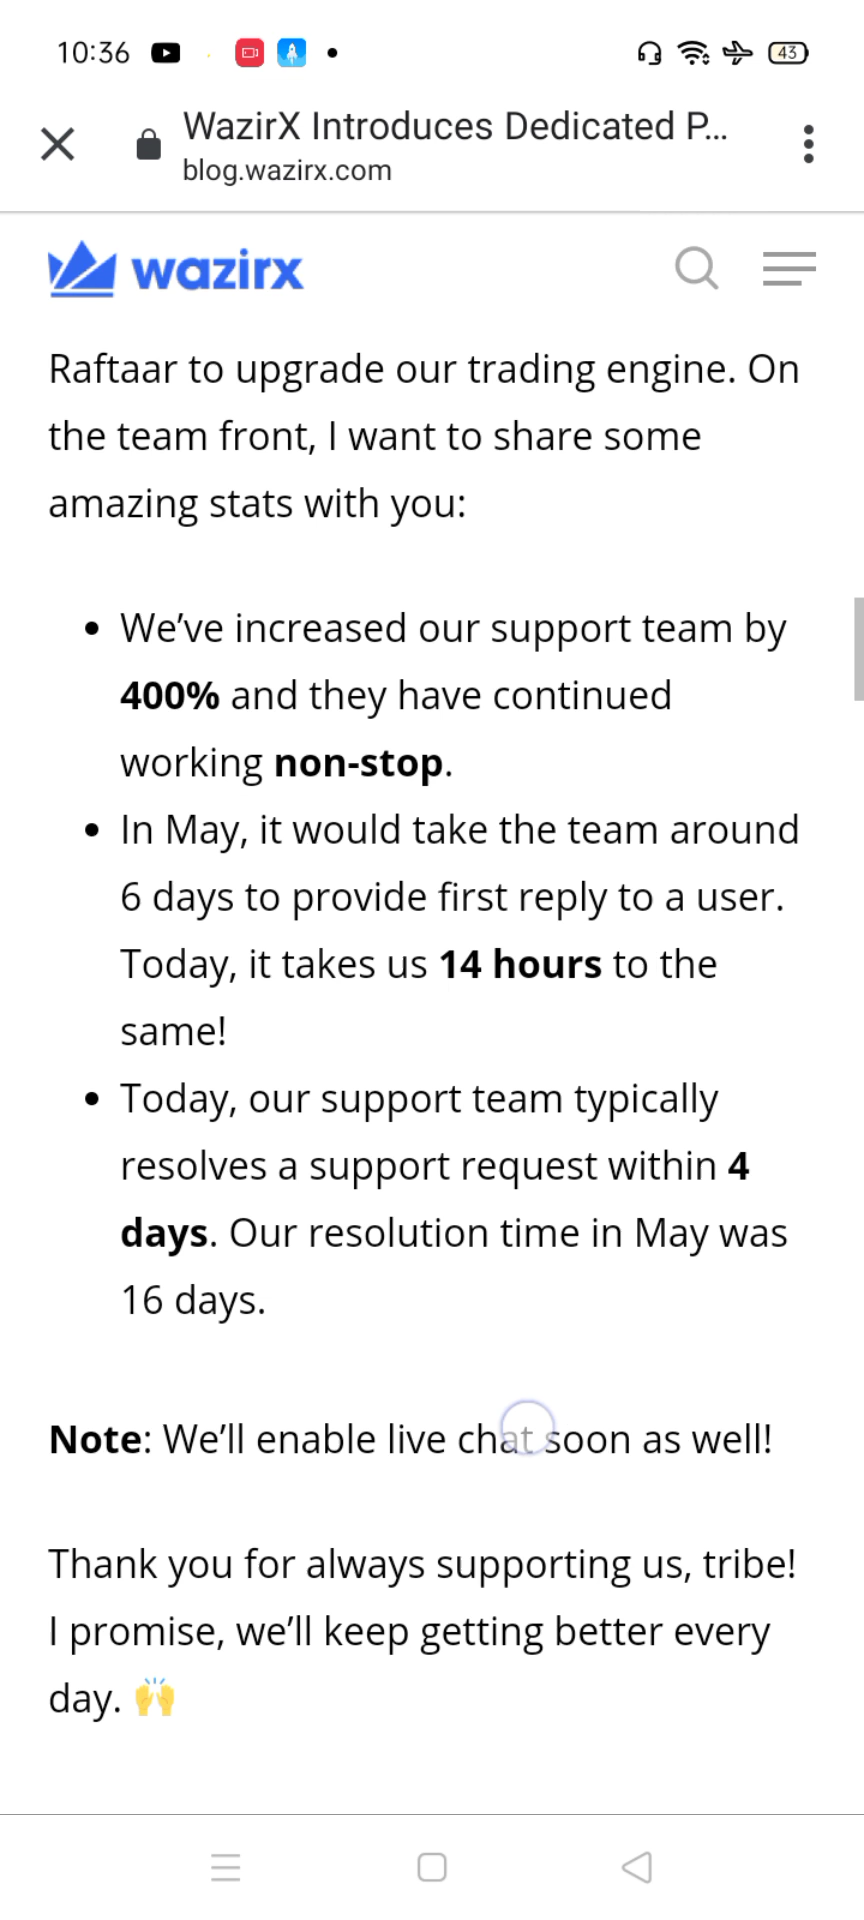 10:36
43
WazirX Introduces Dedicated P...
blog.wazirx.com
wazirx
Raftaar to upgrade our trading engine. On
the team front, I want to share some
amazing stats with you:
• We’ve increased our support team by
400% and they have continued
working non-stop.
• In May, it would take the team around
6 days to provide first reply to a user.
Today, it takes us 14 hours to the
same!
• Today, our support team typically
resolves a support request within 4
days. Our resolution time in May was
16 days.
Note: We’ll enable live chat soon as well!
Thank you for always supporting us, tribe!
I promise, we’ll keep getting better every
day. 🙌